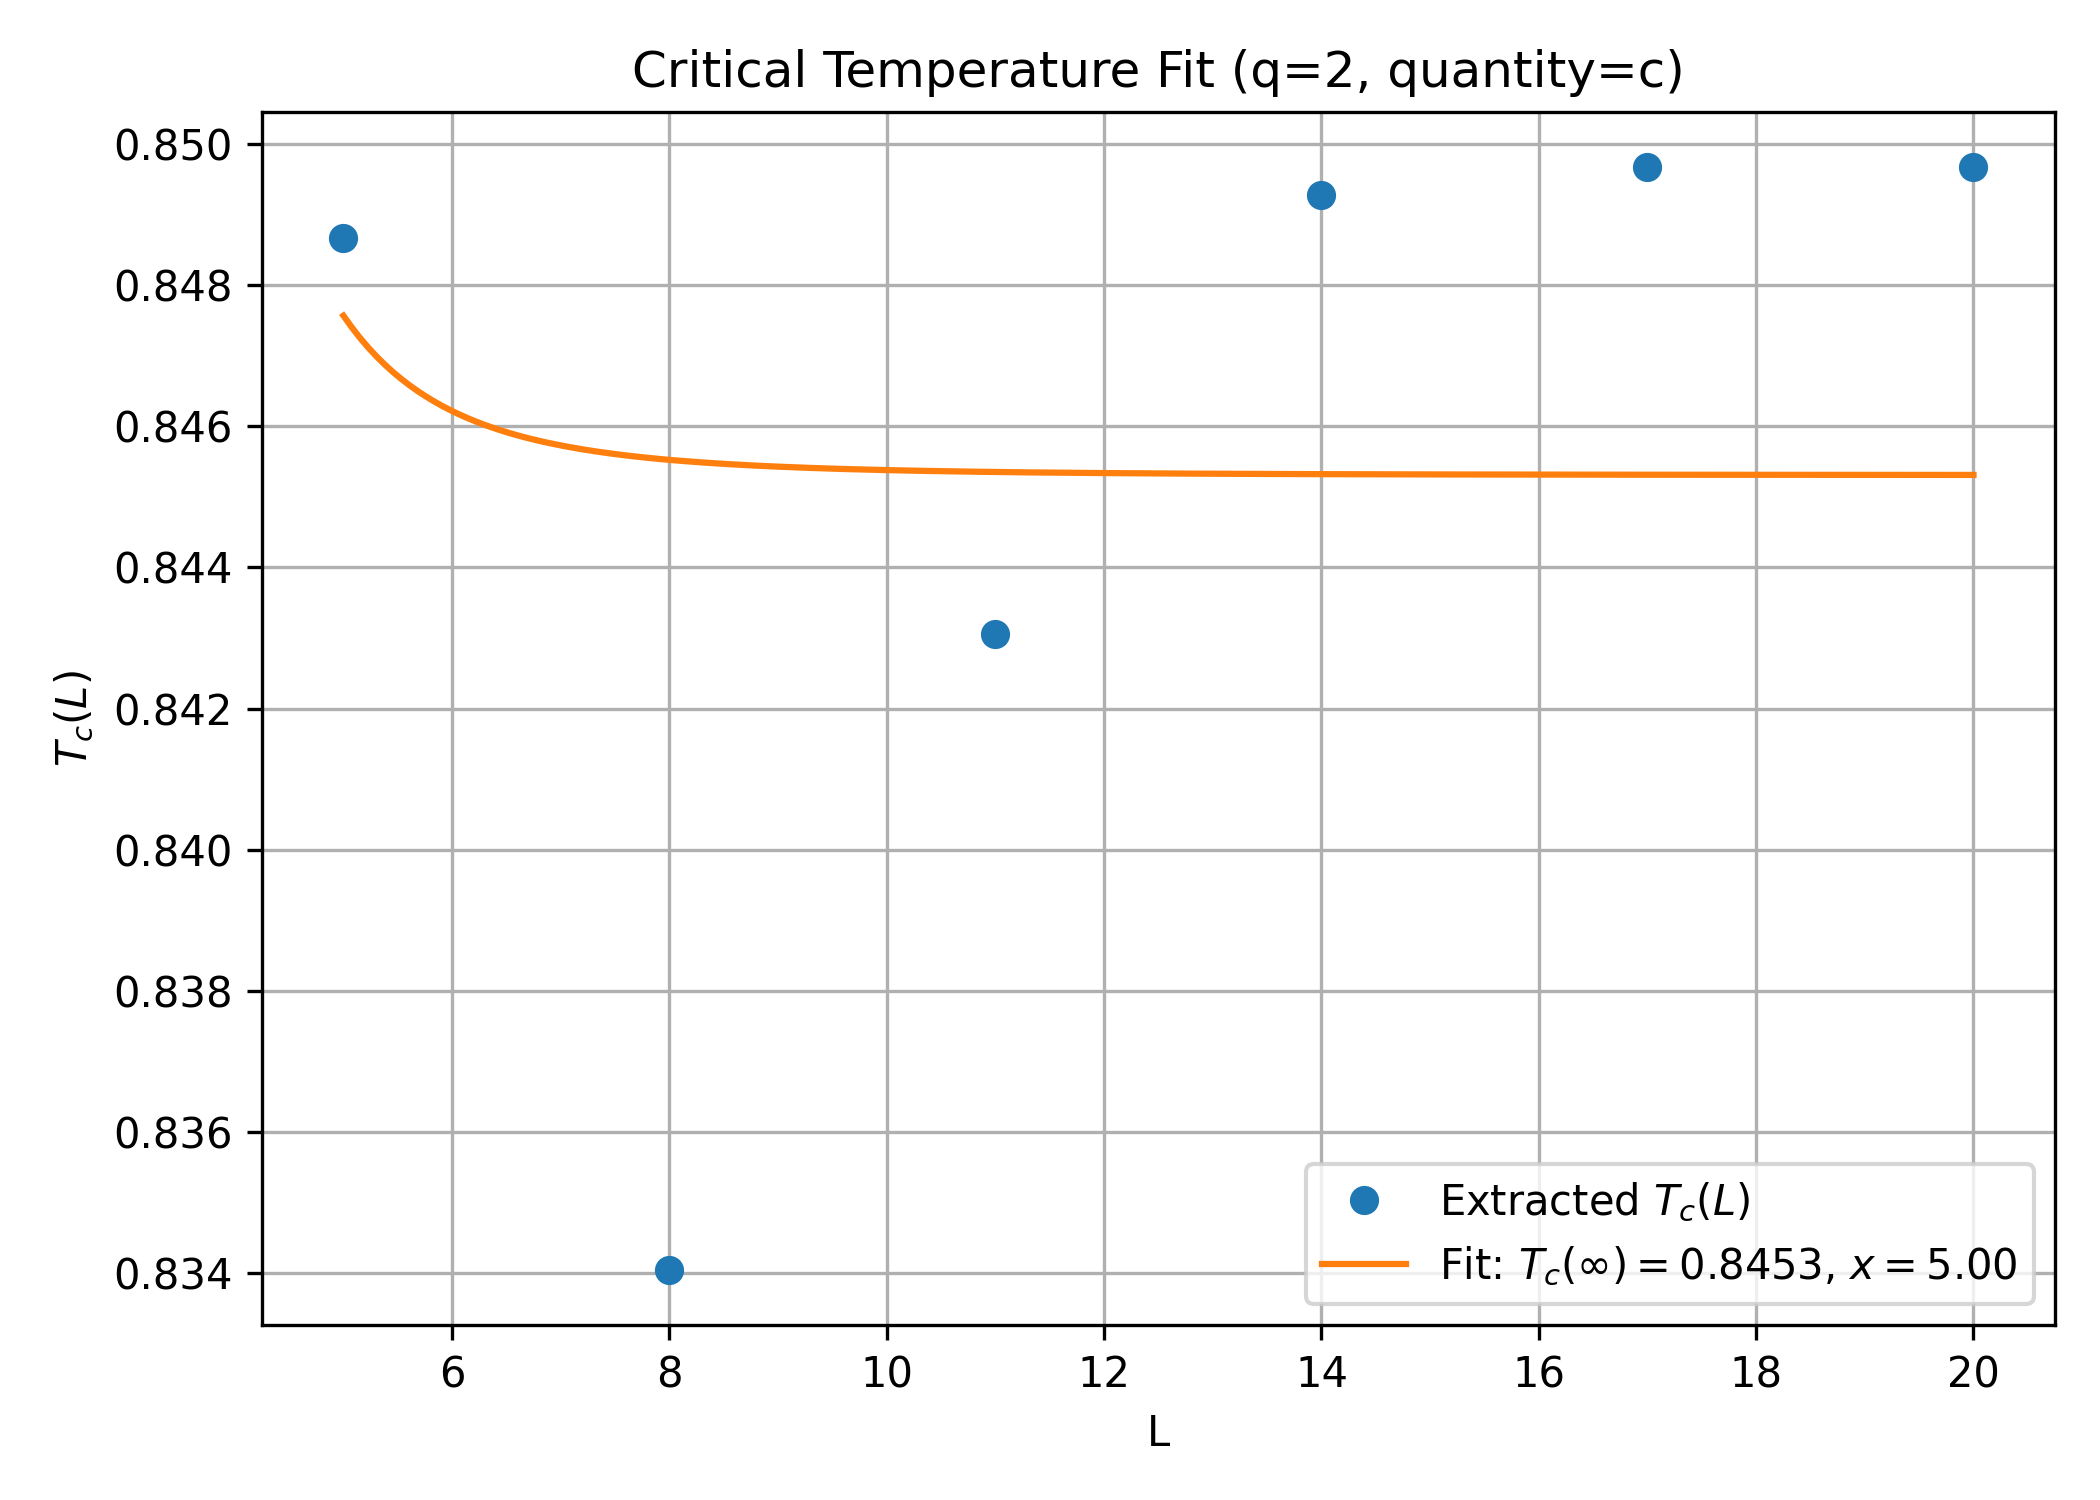 Critical Temperature Fit (q=2, quantity=c)
0.850
0.848
0.846
0.844
0.842
0.840
0.838
0.836
0.834
T_c(L)
6 8 10 12 14 16 18 20
L
Extracted T_c(L)
Fit: T_c(∞) = 0.8453, x = 5.00